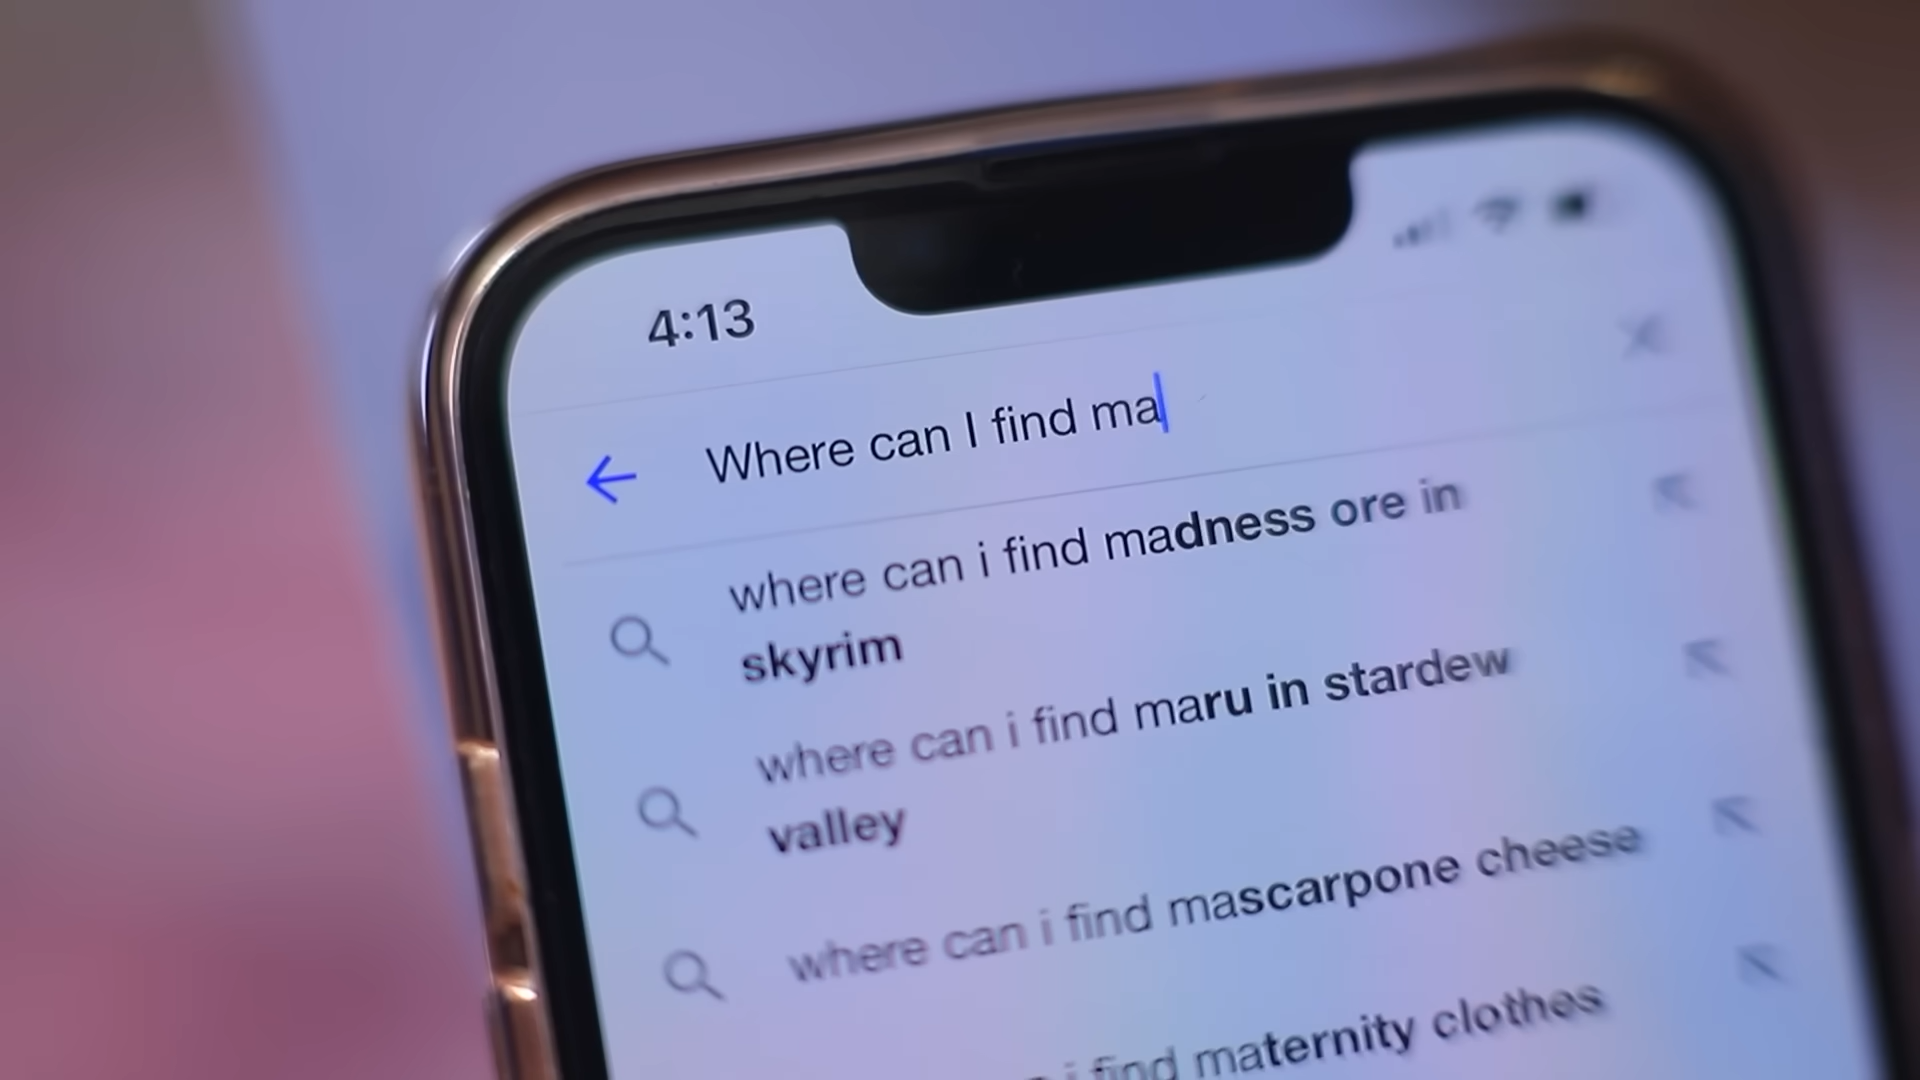 4:13
Where can I find ma
where can i find madness ore in
skyrim
where can i find maru in stardew
valley
where can i find mascarpone cheese
i find maternity clothes